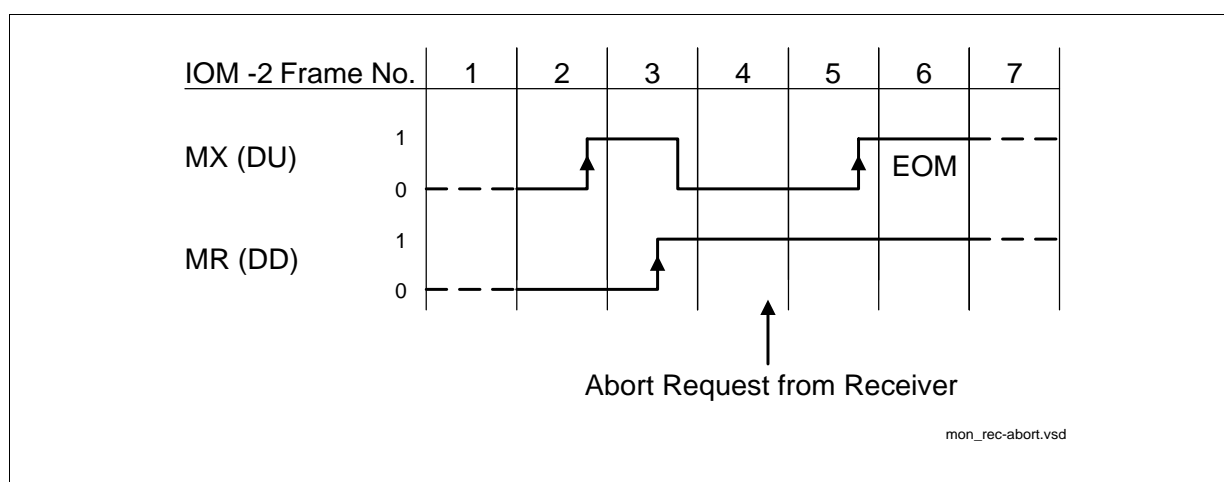 IOM -2 Frame No. 1 2 3 4 5 6 7
MX (DU) 1
0
EOM
MR (DD) 1
0
Abort Request from Receiver
mon_rec-abort.vsd